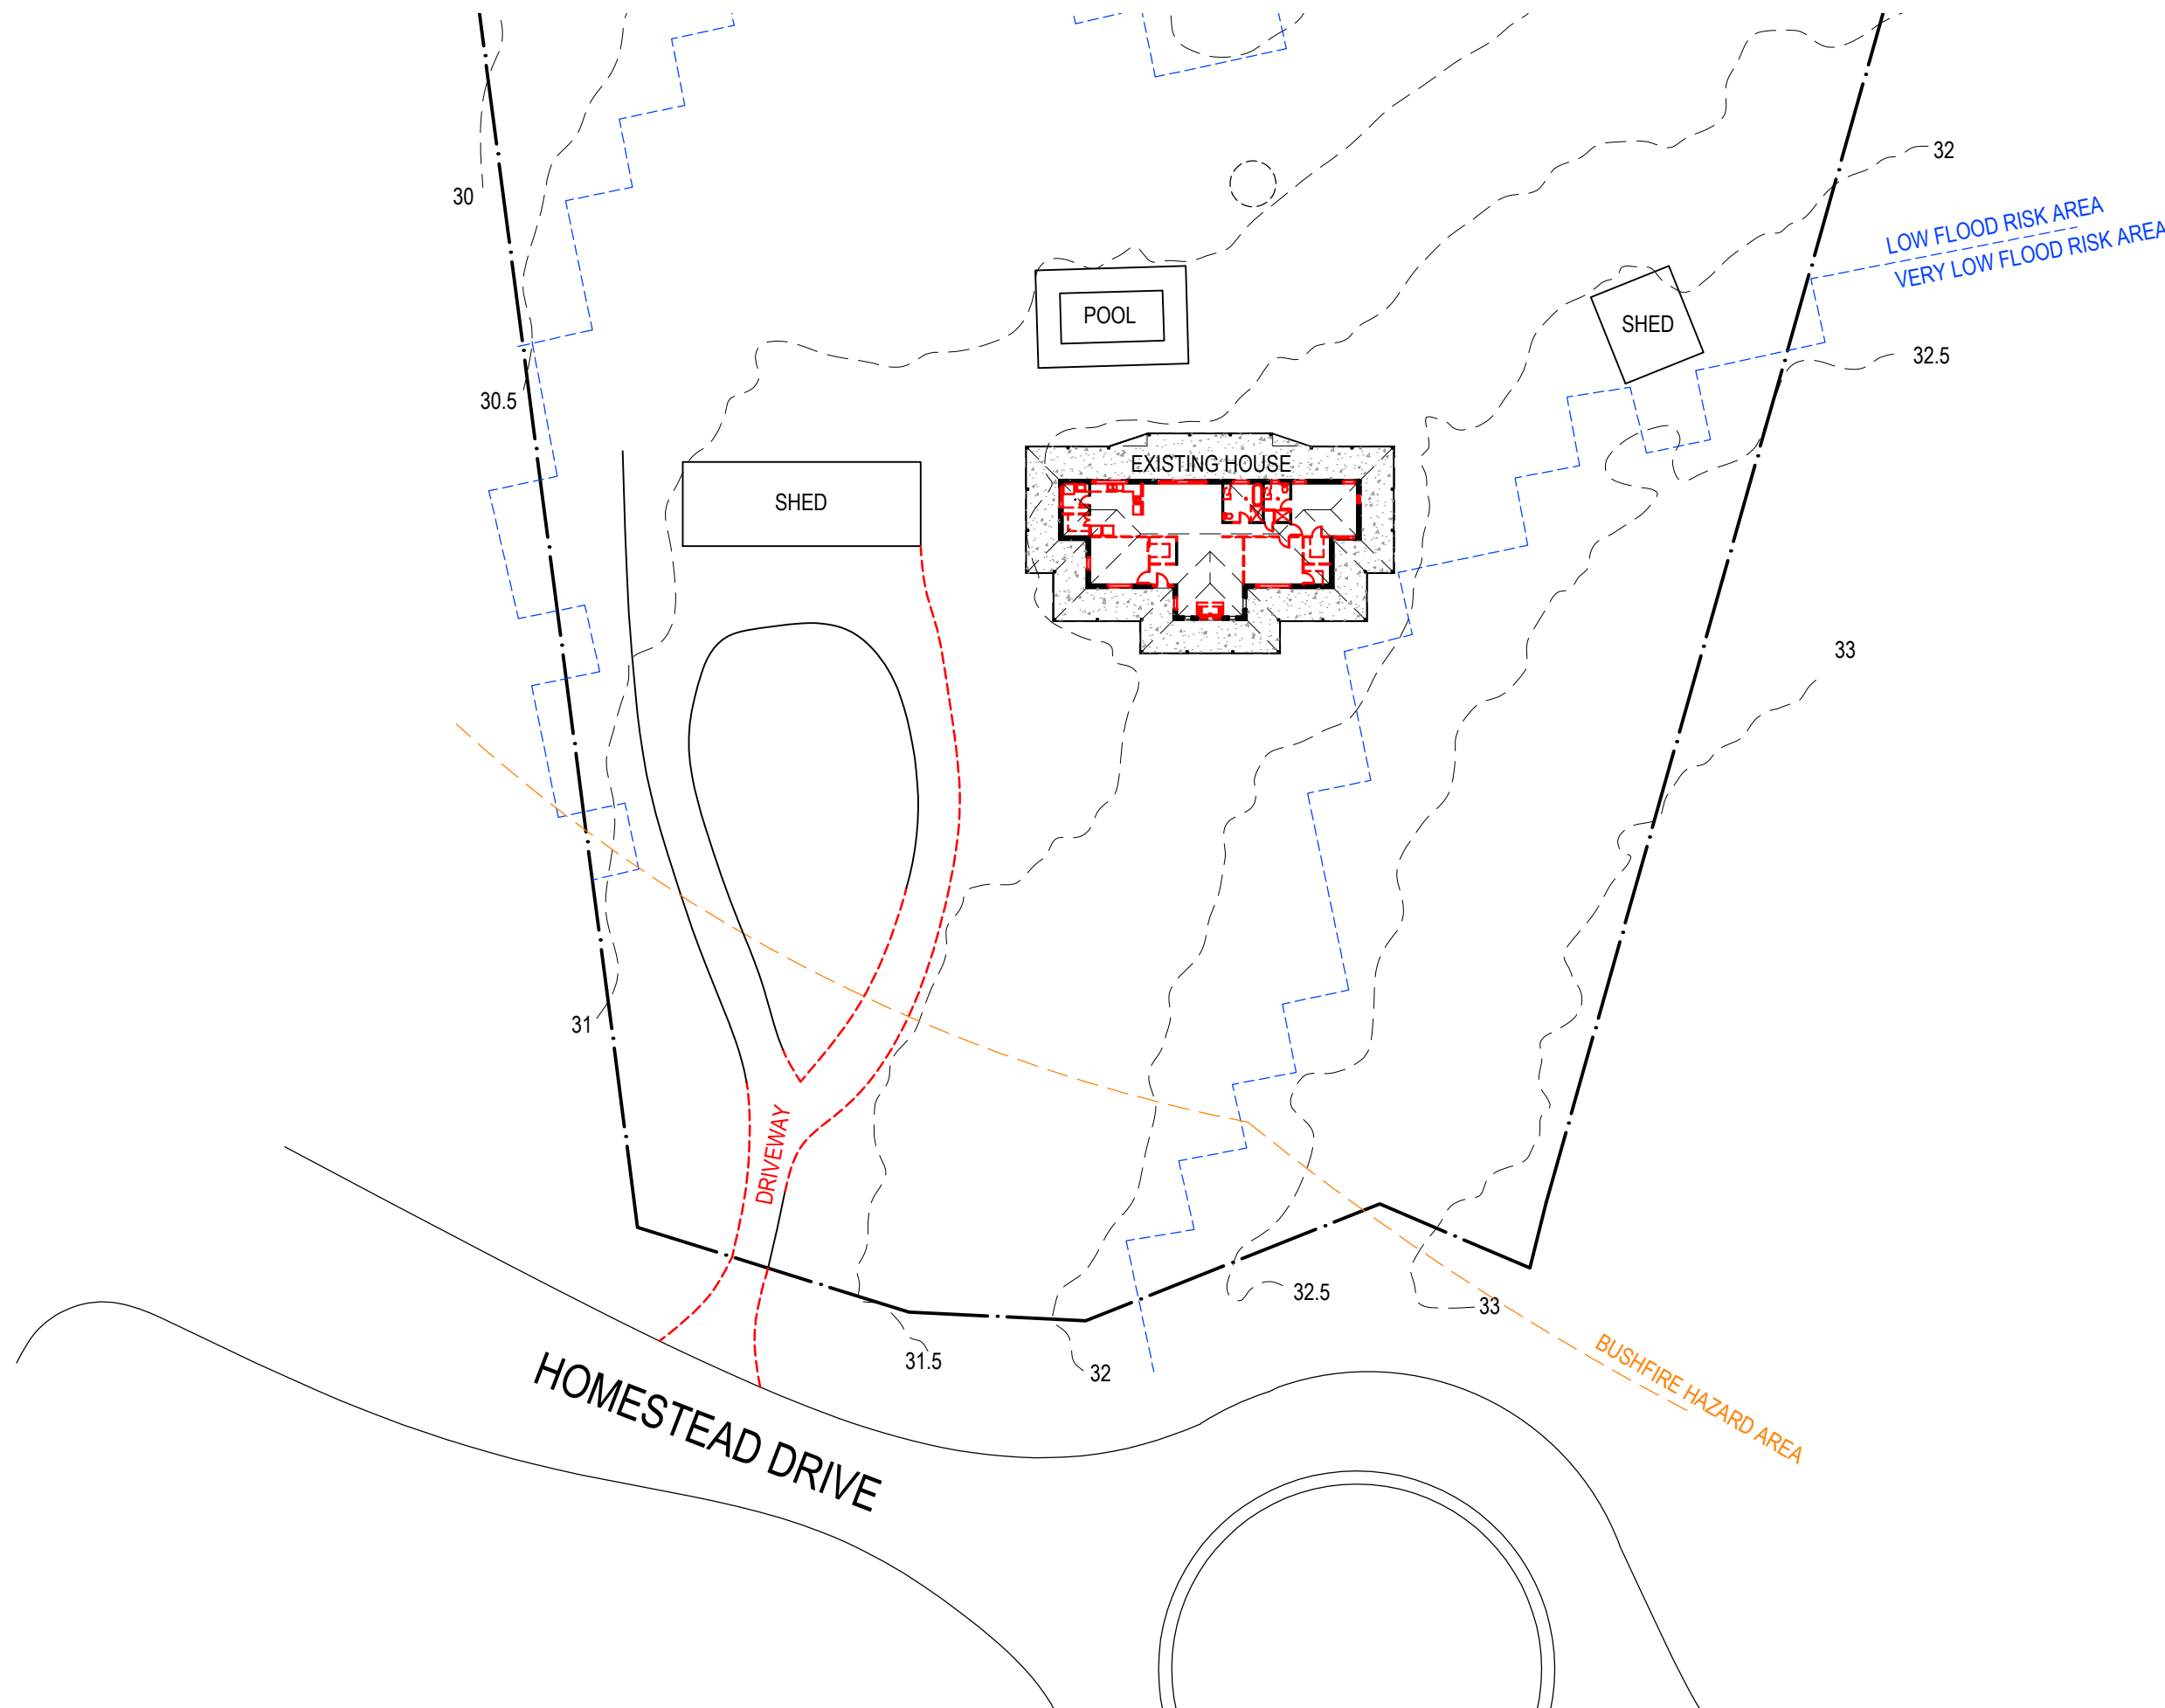 32
30
LOW FLOOD RISK AREA
VERY LOW FLOOD RISK AREA
POOL
SHED
32.5
30.5
EXISTING HOUSE
SHED
33
31
DRIVEWAY
32.5
33
31.5
32
BUSHFIRE HAZARD AREA
HOMESTEAD DRIVE